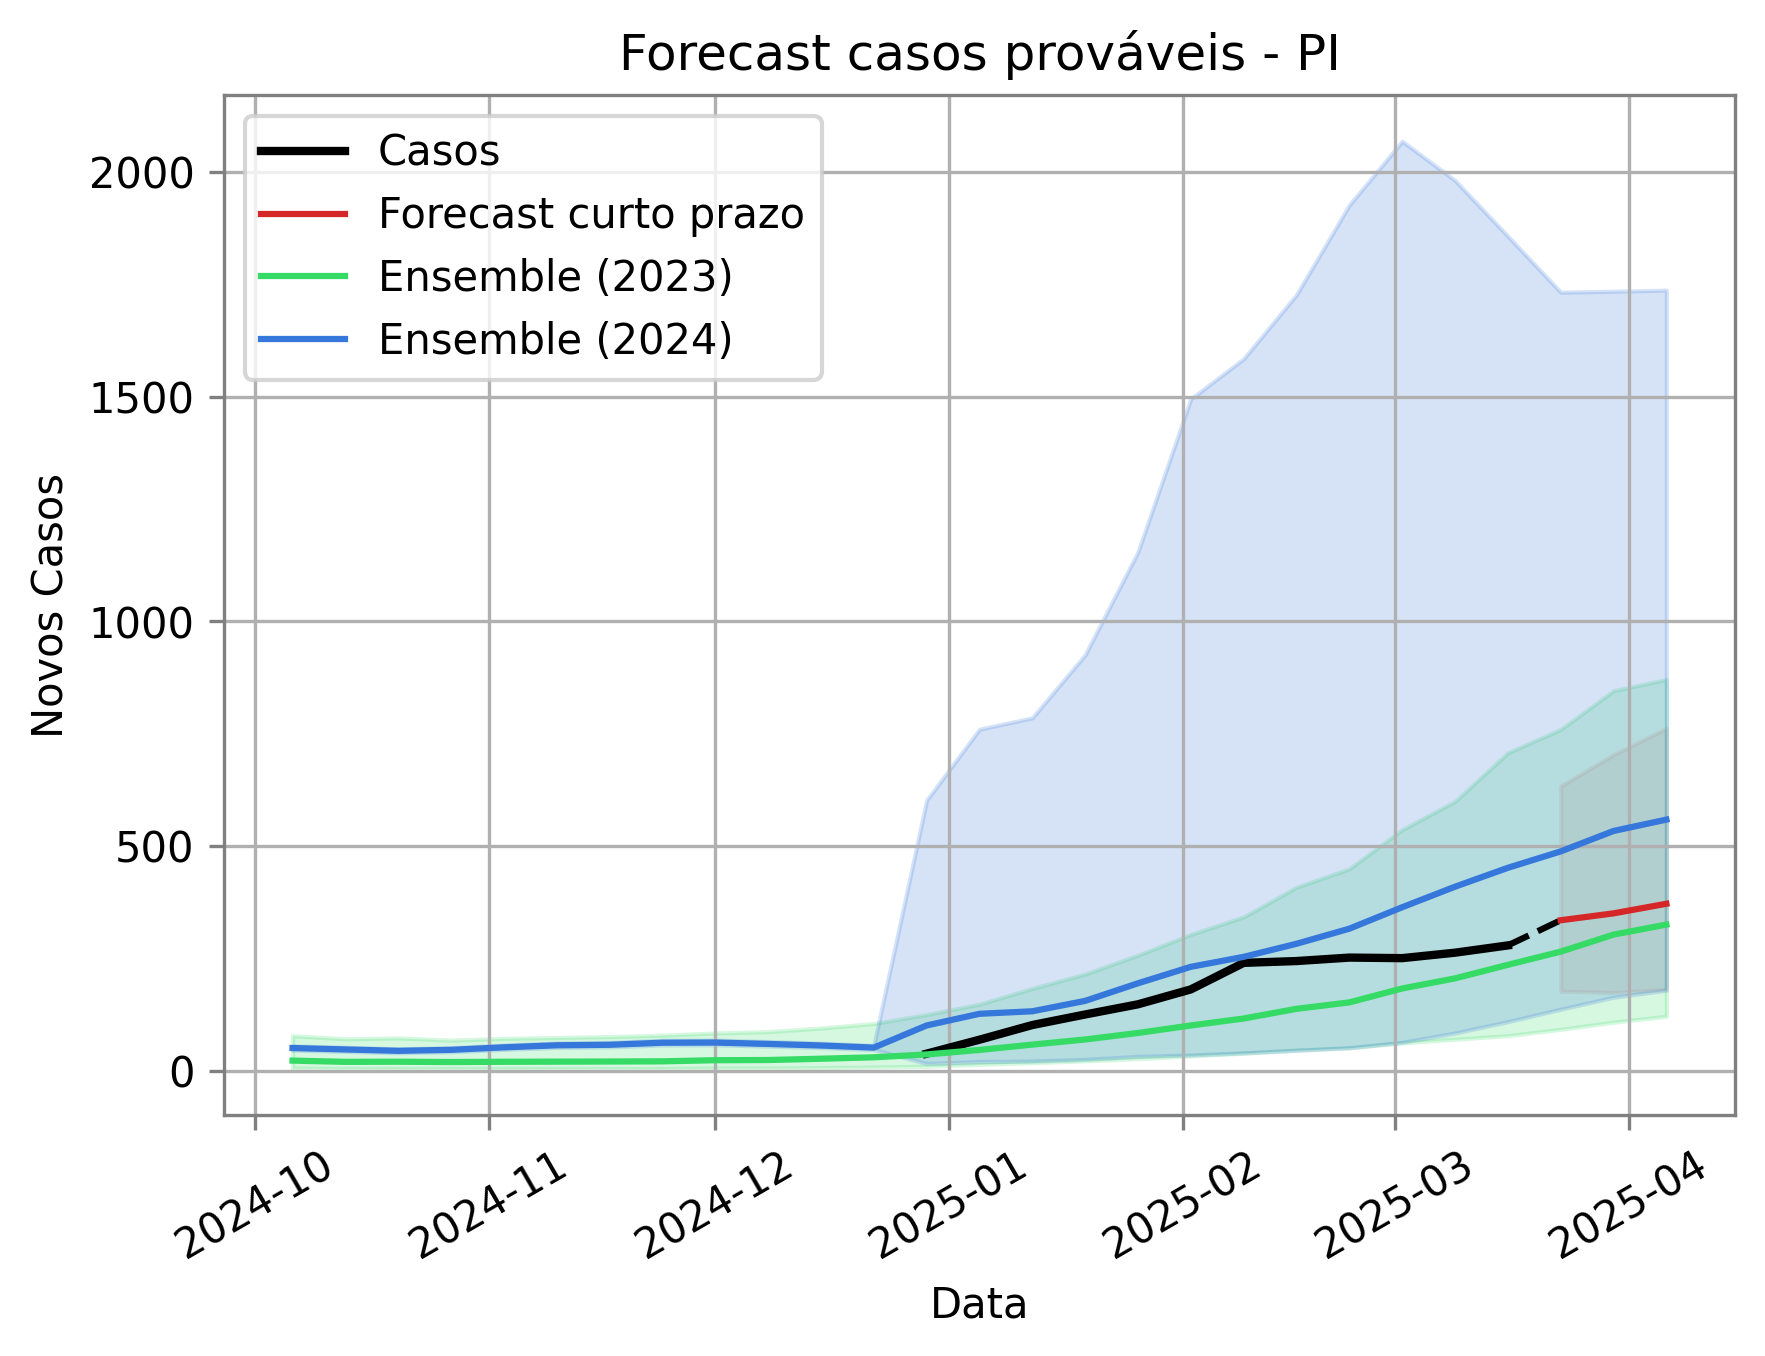 Forecast casos prováveis - PI
Casos
Forecast curto prazo
Ensemble (2023)
Ensemble (2024)
2000
1500
1000
500
0
Novos Casos
2024-10
2024-11
2024-12
2025-01
2025-02
2025-03
2025-04
Data